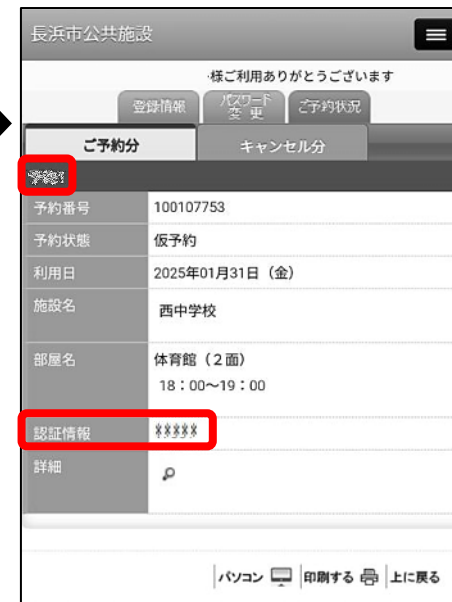 長浜市公共施設
様ご利用ありがとうございます
登録情報
パスワード
変更
ご予約状況
ご予約分
キャンセル分
予約1
予約番号 100107753
予約状態 仮予約
利用日 2025年01月31日（金）
施設名 西中学校
部屋名 体育館（２面）
18：00～19：00
認証情報 *****
詳細
パソコン 印刷する 上に戻る